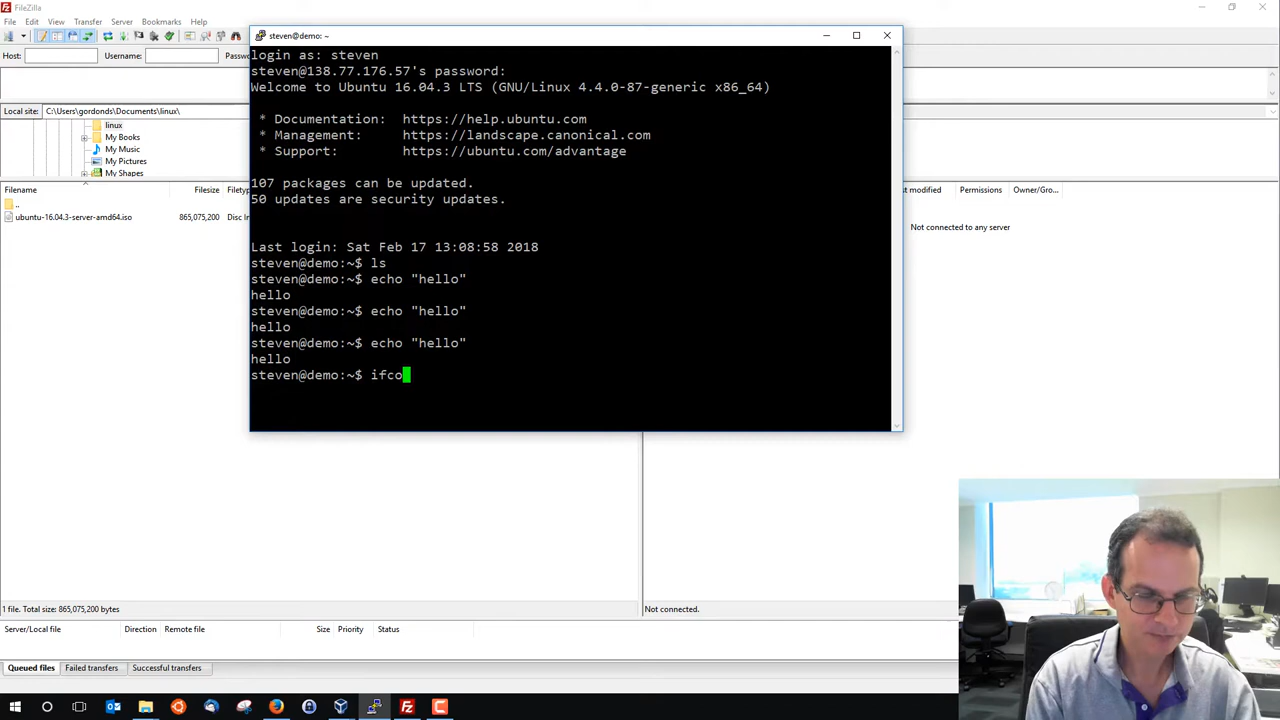 FileZilla
File Edit View Transfer Server Bookmarks Help
Host: Username: Passwo
Local site: C:\Users\gordonds\Documents\linux\
linux
My Books
My Music
My Pictures
My Shapes
Filename Filesize Filetyp
..
ubuntu-16.04.3-server-amd64.iso 865,075,200 Disc In
1 file. Total size: 865,075,200 bytes
steven@demo: ~
login as: steven
steven@138.77.176.57's password:
Welcome to Ubuntu 16.04.3 LTS (GNU/Linux 4.4.0-87-generic x86_64)
* Documentation: https://help.ubuntu.com
* Management: https://landscape.canonical.com
* Support: https://ubuntu.com/advantage
107 packages can be updated.
50 updates are security updates.
Last login: Sat Feb 17 13:08:58 2018
steven@demo:~$ ls
steven@demo:~$ echo "hello"
hello
steven@demo:~$ echo "hello"
hello
steven@demo:~$ echo "hello"
hello
steven@demo:~$ ifco
st modified Permissions Owner/Gro...
Not connected to any server
Not connected.
Server/Local file Direction Remote file Size Priority Status
Queued files Failed transfers Successful transfers